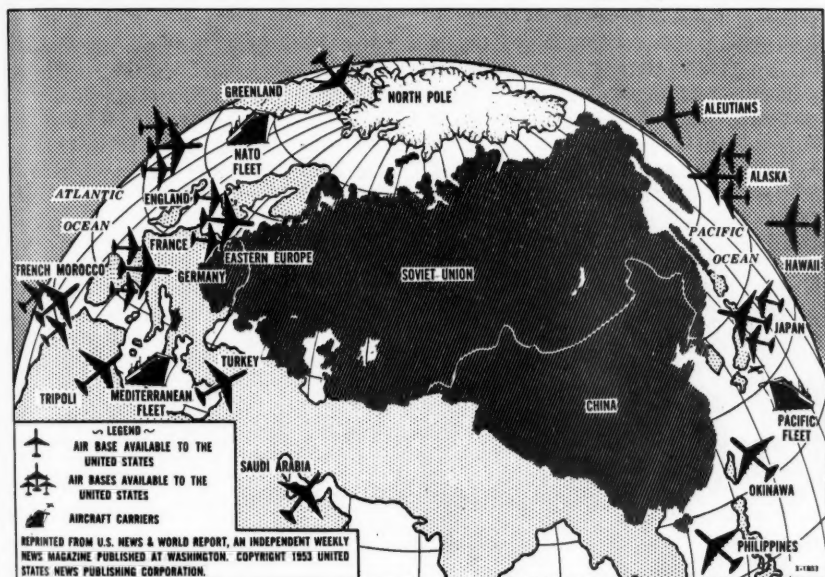 GREENLAND
NORTH POLE
ALEUTIANS
NATO
FLEET
ALASKA
ATLANTIC
OCEAN
ENGLAND
PACIFIC
OCEAN
FRANCE
EASTERN EUROPE
HAWAII
FRENCH MOROCCO
GERMANY
SOVIET UNION
JAPAN
TURKEY
TRIPOLI
MEDITERRANEAN
FLEET
CHINA
PACIFIC
FLEET
~ LEGEND ~
AIR BASE AVAILABLE TO THE
UNITED STATES
AIR BASES AVAILABLE TO THE
UNITED STATES
AIRCRAFT CARRIERS
SAUDI ARABIA
OKINAWA
PHILIPPINES
REPRINTED FROM U.S. NEWS & WORLD REPORT, AN INDEPENDENT WEEKLY
NEWS MAGAZINE PUBLISHED AT WASHINGTON. COPYRIGHT 1953 UNITED
STATES NEWS PUBLISHING CORPORATION.